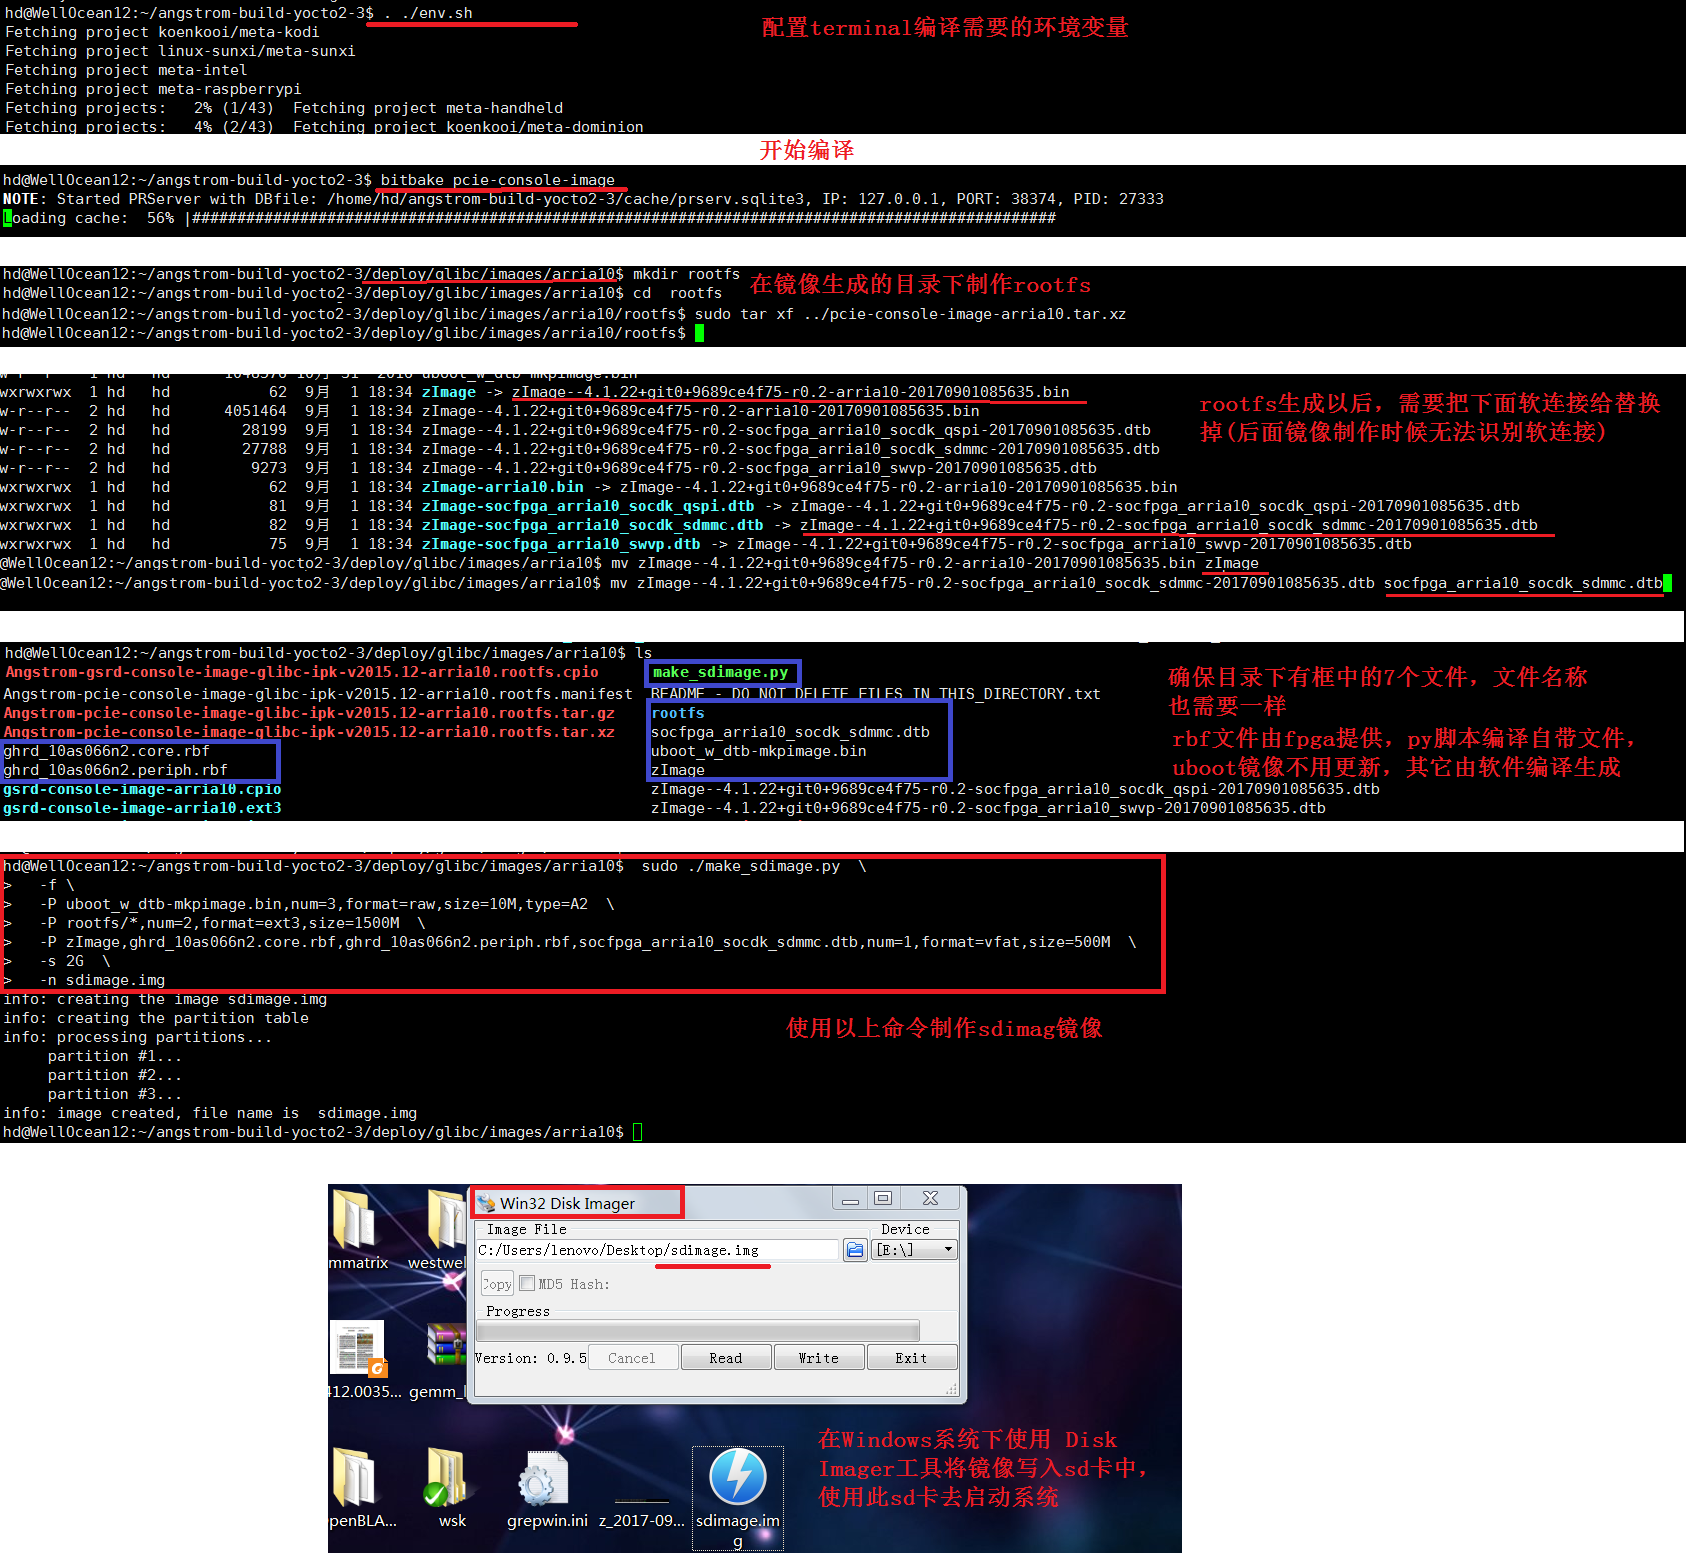 hd@WellOcean12:~/angstrom-build-yocto2-3$ . ./env.sh
配置terminal编译需要的环境变量
Fetching project koenkooi/meta-kodi
Fetching project linux-sunxi/meta-sunxi
Fetching project meta-intel
Fetching project meta-raspberrypi
Fetching projects:   2% (1/43)  Fetching project meta-handheld
Fetching projects:   4% (2/43)  Fetching project koenkooi/meta-dominion
开始编译
hd@WellOcean12:~/angstrom-build-yocto2-3$ bitbake pcie-console-image
NOTE: Started PRServer with DBfile: /home/hd/angstrom-build-yocto2-3/cache/prserv.sqlite3, IP: 127.0.0.1, PORT: 38374, PID: 27333
Loading cache:  56% |################################################################################################
hd@WellOcean12:~/angstrom-build-yocto2-3/deploy/glibc/images/arria10$ mkdir rootfs
hd@WellOcean12:~/angstrom-build-yocto2-3/deploy/glibc/images/arria10$ cd  rootfs
在镜像生成的目录下制作rootfs
hd@WellOcean12:~/angstrom-build-yocto2-3/deploy/glibc/images/arria10/rootfs$ sudo tar xf ../pcie-console-image-arria10.tar.xz
hd@WellOcean12:~/angstrom-build-yocto2-3/deploy/glibc/images/arria10/rootfs$
wxrwxrwx  1 hd   hd        62  9月   1 18:34 zImage -> zImage--4.1.22+git0+9689ce4f75-r0.2-arria10-20170901085635.bin
w-r--r--  2 hd   hd   4051464  9月   1 18:34 zImage--4.1.22+git0+9689ce4f75-r0.2-arria10-20170901085635.bin
w-r--r--  2 hd   hd     28199  9月   1 18:34 zImage--4.1.22+git0+9689ce4f75-r0.2-socfpga_arria10_socdk_qspi-20170901085635.dtb
w-r--r--  2 hd   hd     27788  9月   1 18:34 zImage--4.1.22+git0+9689ce4f75-r0.2-socfpga_arria10_socdk_sdmmc-20170901085635.dtb
w-r--r--  2 hd   hd      9273  9月   1 18:34 zImage--4.1.22+git0+9689ce4f75-r0.2-socfpga_arria10_swvp-20170901085635.dtb
wxrwxrwx  1 hd   hd        62  9月   1 18:34 zImage-arria10.bin -> zImage--4.1.22+git0+9689ce4f75-r0.2-arria10-20170901085635.bin
wxrwxrwx  1 hd   hd        81  9月   1 18:34 zImage-socfpga_arria10_socdk_qspi.dtb -> zImage--4.1.22+git0+9689ce4f75-r0.2-socfpga_arria10_socdk_qspi-20170901085635.dtb
wxrwxrwx  1 hd   hd        82  9月   1 18:34 zImage-socfpga_arria10_socdk_sdmmc.dtb -> zImage--4.1.22+git0+9689ce4f75-r0.2-socfpga_arria10_socdk_sdmmc-20170901085635.dtb
wxrwxrwx  1 hd   hd        75  9月   1 18:34 zImage-socfpga_arria10_swvp.dtb -> zImage--4.1.22+git0+9689ce4f75-r0.2-socfpga_arria10_swvp-20170901085635.dtb
@WellOcean12:~/angstrom-build-yocto2-3/deploy/glibc/images/arria10$ mv zImage--4.1.22+git0+9689ce4f75-r0.2-arria10-20170901085635.bin zImage
@WellOcean12:~/angstrom-build-yocto2-3/deploy/glibc/images/arria10$ mv zImage--4.1.22+git0+9689ce4f75-r0.2-socfpga_arria10_socdk_sdmmc-20170901085635.dtb socfpga_arria10_socdk_sdmmc.dtb
rootfs生成以后，需要把下面软连接给替换
掉(后面镜像制作时候无法识别软连接)
hd@WellOcean12:~/angstrom-build-yocto2-3/deploy/glibc/images/arria10$ ls
Angstrom-gsrd-console-image-glibc-ipk-v2015.12-arria10.rootfs.cpio      make_sdimage.py
Angstrom-pcie-console-image-glibc-ipk-v2015.12-arria10.rootfs.manifest  README_-_DO_NOT_DELETE_FILES_IN_THIS_DIRECTORY.txt
Angstrom-pcie-console-image-glibc-ipk-v2015.12-arria10.rootfs.tar.gz    rootfs
Angstrom-pcie-console-image-glibc-ipk-v2015.12-arria10.rootfs.tar.xz    socfpga_arria10_socdk_sdmmc.dtb
ghrd_10as066n2.core.rbf      uboot_w_dtb-mkpimage.bin
ghrd_10as066n2.periph.rbf    zImage
gsrd-console-image-arria10.cpio    zImage--4.1.22+git0+9689ce4f75-r0.2-socfpga_arria10_socdk_qspi-20170901085635.dtb
gsrd-console-image-arria10.ext3    zImage--4.1.22+git0+9689ce4f75-r0.2-socfpga_arria10_swvp-20170901085635.dtb
确保目录下有框中的7个文件，文件名称
也需要一样
rbf文件由fpga提供，py脚本编译自带文件，
uboot镜像不用更新，其它由软件编译生成
hd@WellOcean12:~/angstrom-build-yocto2-3/deploy/glibc/images/arria10$  sudo ./make_sdimage.py  \
>   -f \
>   -P uboot_w_dtb-mkpimage.bin,num=3,format=raw,size=10M,type=A2  \
>   -P rootfs/*,num=2,format=ext3,size=1500M  \
>   -P zImage,ghrd_10as066n2.core.rbf,ghrd_10as066n2.periph.rbf,socfpga_arria10_socdk_sdmmc.dtb,num=1,format=vfat,size=500M  \
>   -s 2G  \
>   -n sdimage.img
info: creating the image sdimage.img
info: creating the partition table
info: processing partitions...
     partition #1...
     partition #2...
     partition #3...
info: image created, file name is  sdimage.img
hd@WellOcean12:~/angstrom-build-yocto2-3/deploy/glibc/images/arria10$
使用以上命令制作sdimag镜像
Win32 Disk Imager
Image File
Device
C:/Users/lenovo/Desktop/sdimage.img
[E:\]
Copy
MD5 Hash:
Progress
Version: 0.9.5
Cancel
Read
Write
Exit
mmatrix
westwel
412.0035...
gemm_l
在Windows系统下使用 Disk
Imager工具将镜像写入sd卡中，
使用此sd卡去启动系统
penBLA...
wsk
grepwin.ini
z_2017-09...
sdimage.im
g